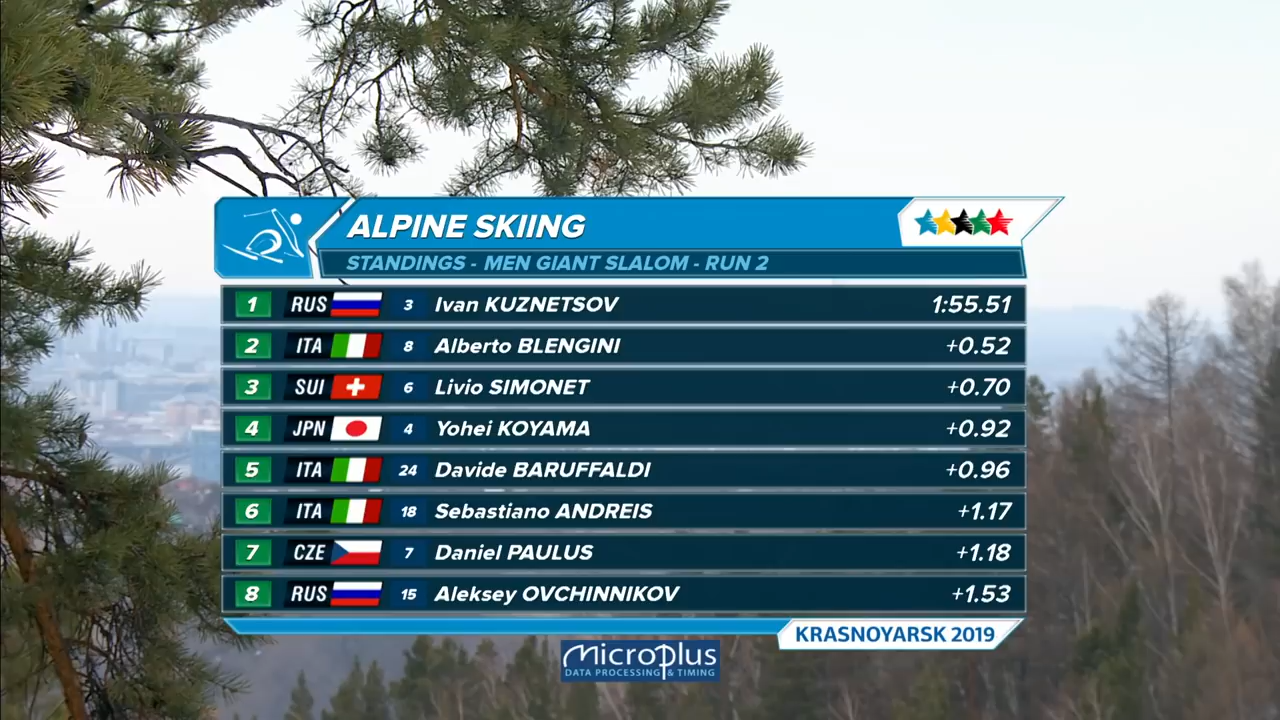 ALPINE SKIING
STANDINGS - MEN GIANT SLALOM - RUN 2
1 RUS 3 Ivan KUZNETSOV 1:55.51
2 ITA 8 Alberto BLENGINI +0.52
3 SUI 6 Livio SIMONET +0.70
4 JPN 4 Yohei KOYAMA +0.92
5 ITA 24 Davide BARUFFALDI +0.96
6 ITA 18 Sebastiano ANDREIS +1.17
7 CZE 7 Daniel PAULUS +1.18
8 RUS 15 Aleksey OVCHINNIKOV +1.53
KRASNOYARSK 2019
Microplus
DATA PROCESSING & TIMING